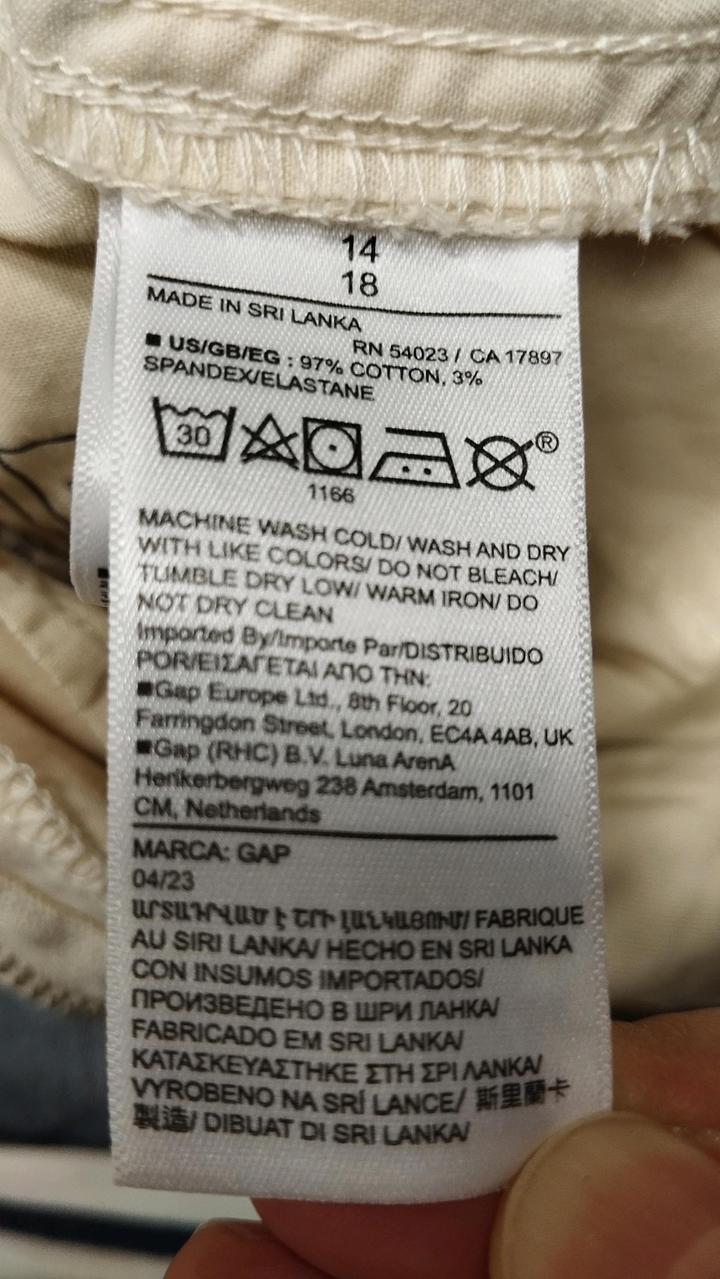 14
18
MADE IN SRI LANKA
RN 54023 / CA 17897
■ US/GB/EG : 97% COTTON, 3%
SPANDEX/ELASTANE
30
®
1166
MACHINE WASH COLD/ WASH AND DRY
WITH LIKE COLORS/ DO NOT BLEACH/
TUMBLE DRY LOW/ WARM IRON/ DO
NOT DRY CLEAN
Imported By/Importe Par/DISTRIBUIDO
POR/ΕΙΣΑΓΕΤΑΙ ΑΠΟ ΤΗΝ:
■Gap Europe Ltd., 8th Floor, 20
Farringdon Street, London, EC4A 4AB, UK
■Gap (RHC) B.V. Luna ArenA
Herikerbergweg 238 Amsterdam, 1101
CM, Netherlands
MARCA: GAP
04/23
ԱՐՏԱԴՐՎԱԾ Է ՇՐԻ ԼԱՆԿԱՅՈՒՄ/ FABRIQUE
AU SIRI LANKA/ HECHO EN SRI LANKA
CON INSUMOS IMPORTADOS/
ПРОИЗВЕДЕНО В ШРИ ЛАНКА/
FABRICADO EM SRI LANKA/
ΚΑΤΑΣΚΕΥΑΣΤΗΚΕ ΣΤΗ ΣΡΙ ΛΑΝΚΑ/
VYROBENO NA SRÍ LANCE/ 斯里蘭卡
製造/ DIBUAT DI SRI LANKA/